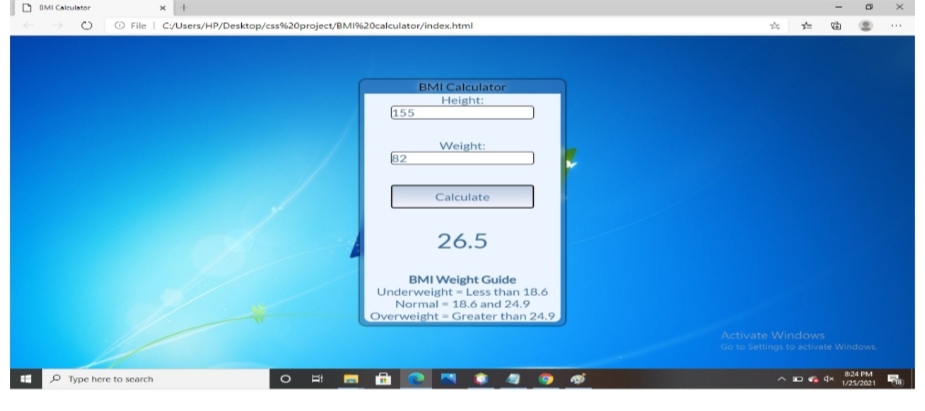 BMI Calculator
File | C:/Users/HP/Desktop/css%20project/BMI%20calculator/index.html
BMI Calculator
Height:
155
Weight:
82
Calculate
26.5
BMI Weight Guide
Underweight = Less than 18.6
Normal = 18.6 and 24.9
Overweight = Greater than 24.9
Activate Windows
Go to Settings to activate Windows.
Type here to search
8:24 PM
1/25/2021